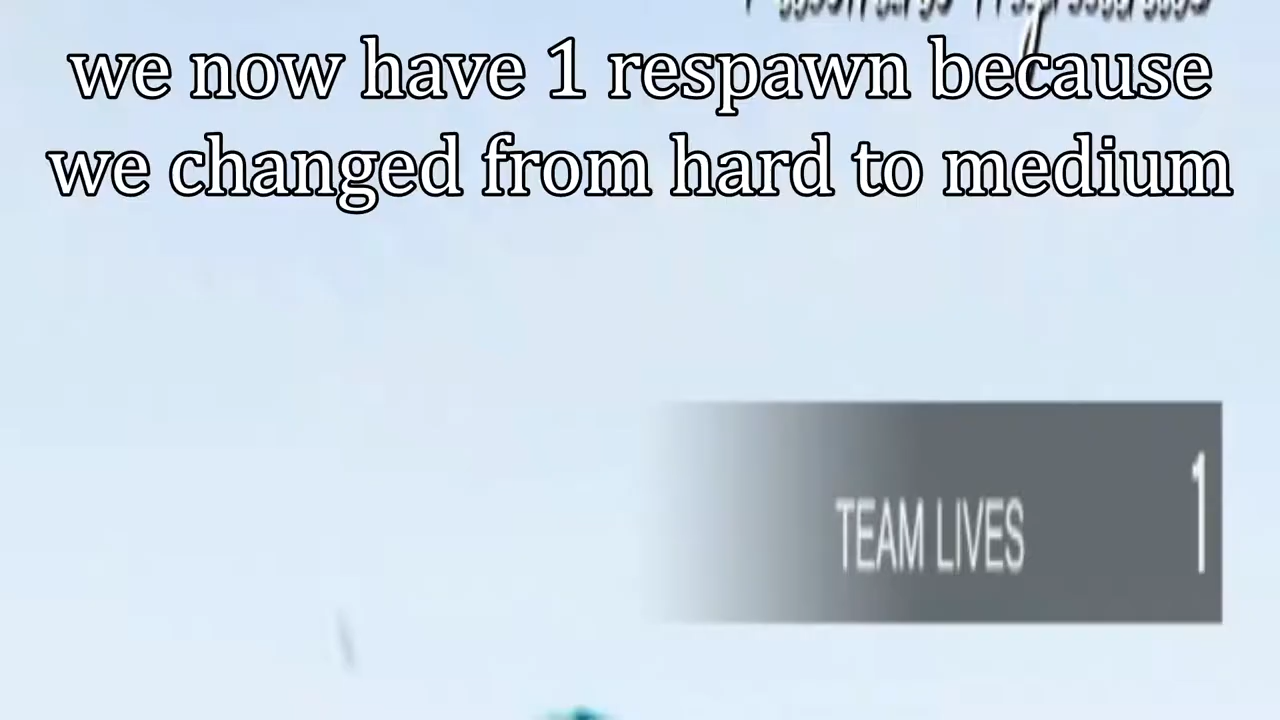 we now have 1 respawn because
we changed from hard to medium
TEAM LIVES 1